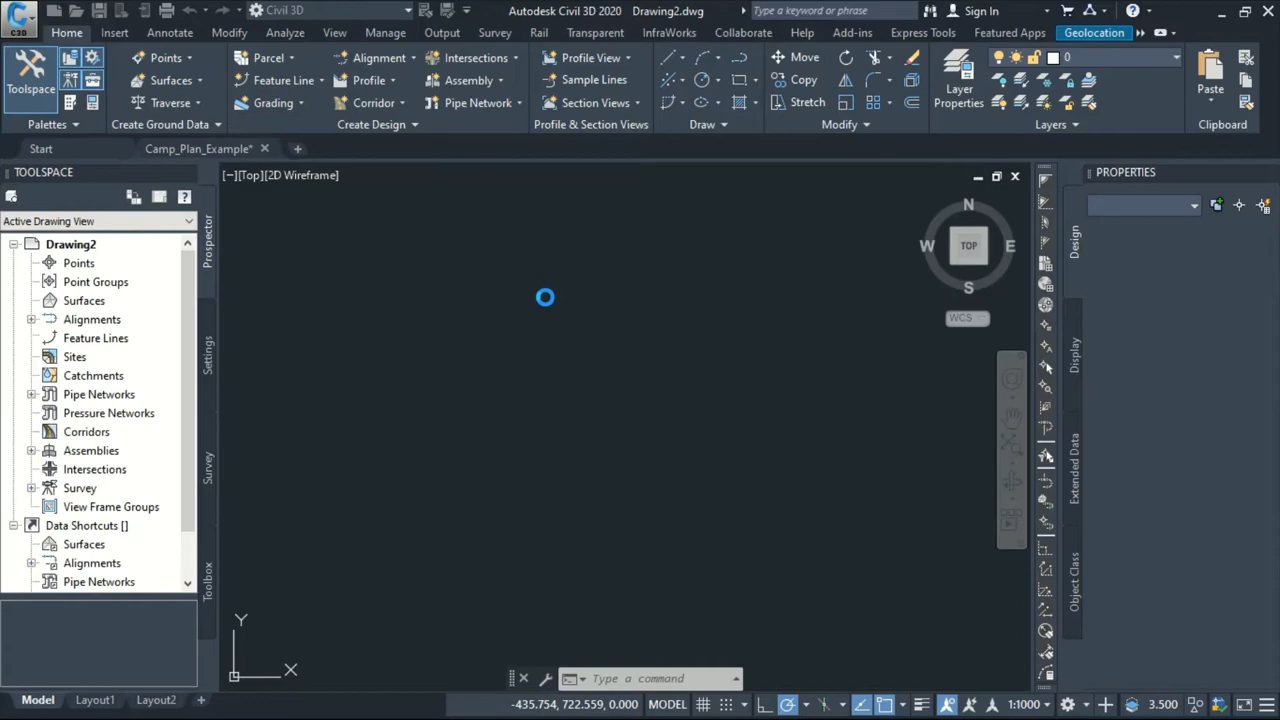 C3D
Civil 3D
Autodesk Civil 3D 2020 Drawing2.dwg
Type a keyword or phrase
Sign In
Home Insert Annotate Modify Analyze View Manage Output Survey Rail Transparent InfraWorks Collaborate Help Add-ins Express Tools Featured Apps Geolocation
Toolspace
Points
Surfaces
Traverse
Parcel
Feature Line
Grading
Alignment
Profile
Corridor
Intersections
Assembly
Pipe Network
Profile View
Sample Lines
Section Views
Move
Copy
Stretch
Layer
Properties
0
Paste
Palettes Create Ground Data Create Design Profile & Section Views Draw Modify Layers Clipboard
Start Camp_Plan_Example*
TOOLSPACE
Active Drawing View
Drawing2
Points
Point Groups
Surfaces
Alignments
Feature Lines
Sites
Catchments
Pipe Networks
Pressure Networks
Corridors
Assemblies
Intersections
Survey
View Frame Groups
Data Shortcuts []
Surfaces
Alignments
Pipe Networks
Prospector
Settings
Survey
Toolbox
[−][Top][2D Wireframe]
N
W TOP E
S
WCS
Y
X
PROPERTIES
Design
Display
Extended Data
Object Class
Type a command
Model Layout1 Layout2
435.754, 722.559, 0.000 MODEL 1:1000 3.500